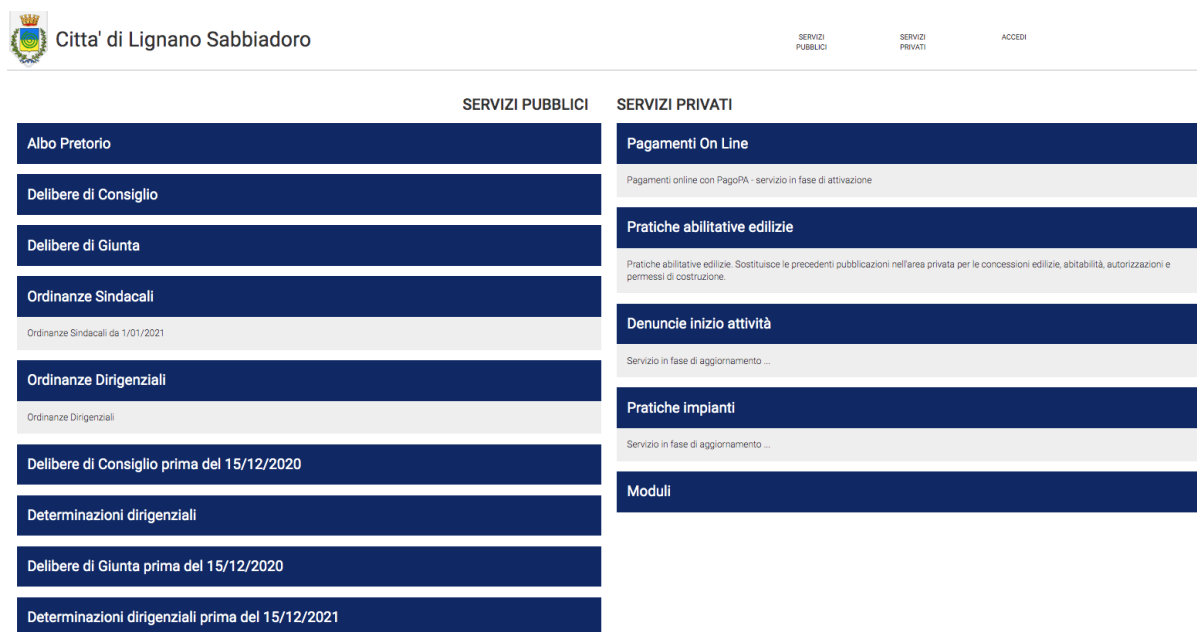 Citta' di Lignano Sabbiadoro
SERVIZI
PUBBLICI
SERVIZI
PRIVATI
ACCEDI
SERVIZI PUBBLICI
Albo Pretorio
Delibere di Consiglio
Delibere di Giunta
Ordinanze Sindacali
Ordinanze Sindacali da 1/01/2021
Ordinanze Dirigenziali
Ordinanze Dirigenziali
Delibere di Consiglio prima del 15/12/2020
Determinazioni dirigenziali
Delibere di Giunta prima del 15/12/2020
Determinazioni dirigenziali prima del 15/12/2021
SERVIZI PRIVATI
Pagamenti On Line
Pagamenti online con PagoPA - servizio in fase di attivazione
Pratiche abilitative edilizie
Pratiche abilitative edilizie. Sostituisce le precedenti pubblicazioni nell'area privata per le concessioni edilizie, abitabilità, autorizzazioni e
permessi di costruzione.
Denuncie inizio attività
Servizio in fase di aggiornamento ...
Pratiche impianti
Servizio in fase di aggiornamento ...
Moduli